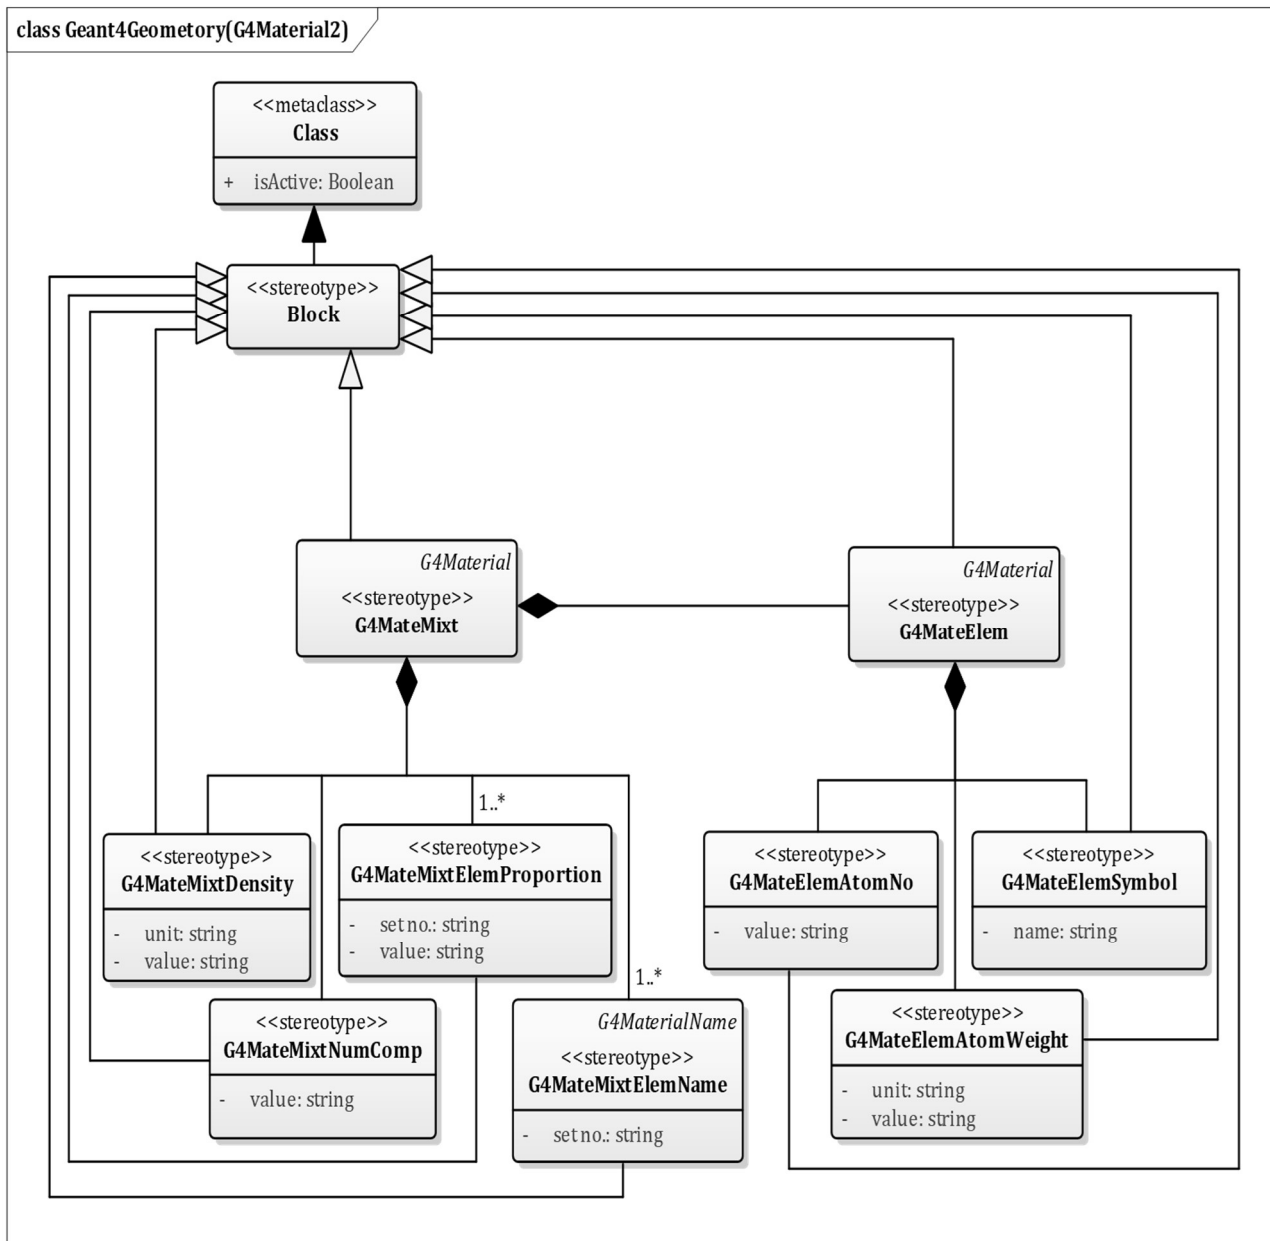 class Geant4Geometory(G4Material2)
<<metaclass>>
Class
+ isActive: Boolean
<<stereotype>>
Block
G4Material
<<stereotype>>
G4MateMixt
G4Material
<<stereotype>>
G4MateElem
1..*
<<stereotype>>
G4MateMixtDensity
- unit: string
- value: string
<<stereotype>>
G4MateMixtElemProportion
- set no.: string
- value: string
<<stereotype>>
G4MateElemAtomNo
- value: string
<<stereotype>>
G4MateElemSymbol
- name: string
1..*
<<stereotype>>
G4MateMixtNumComp
- value: string
G4MaterialName
<<stereotype>>
G4MateMixtElemName
- set no.: string
<<stereotype>>
G4MateElemAtomWeight
- unit: string
- value: string